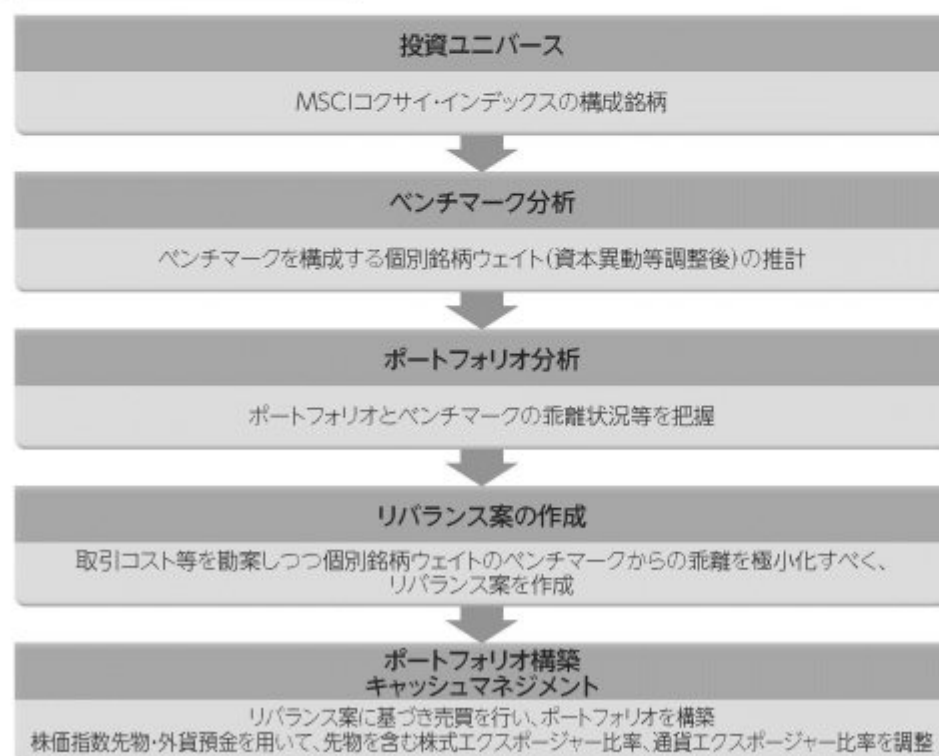 投資ユニバース
MSCIコクサイ・インデックスの構成銘柄
ベンチマーク分析
ベンチマークを構成する個別銘柄ウェイト(資本異動等調整後)の推計
ポートフォリオ分析
ポートフォリオとベンチマークの乖離状況等を把握
リバランス案の作成
取引コスト等を勘案しつつ個別銘柄ウェイトのベンチマークからの乖離を極小化すべく、
リバランス案を作成
ポートフォリオ構築
キャッシュマネジメント
リバランス案に基づき売買を行い、ポートフォリオを構築
株価指数先物・外貨預金を用いて、先物を含む株式エクスポージャー比率、通貨エクスポージャー比率を調整